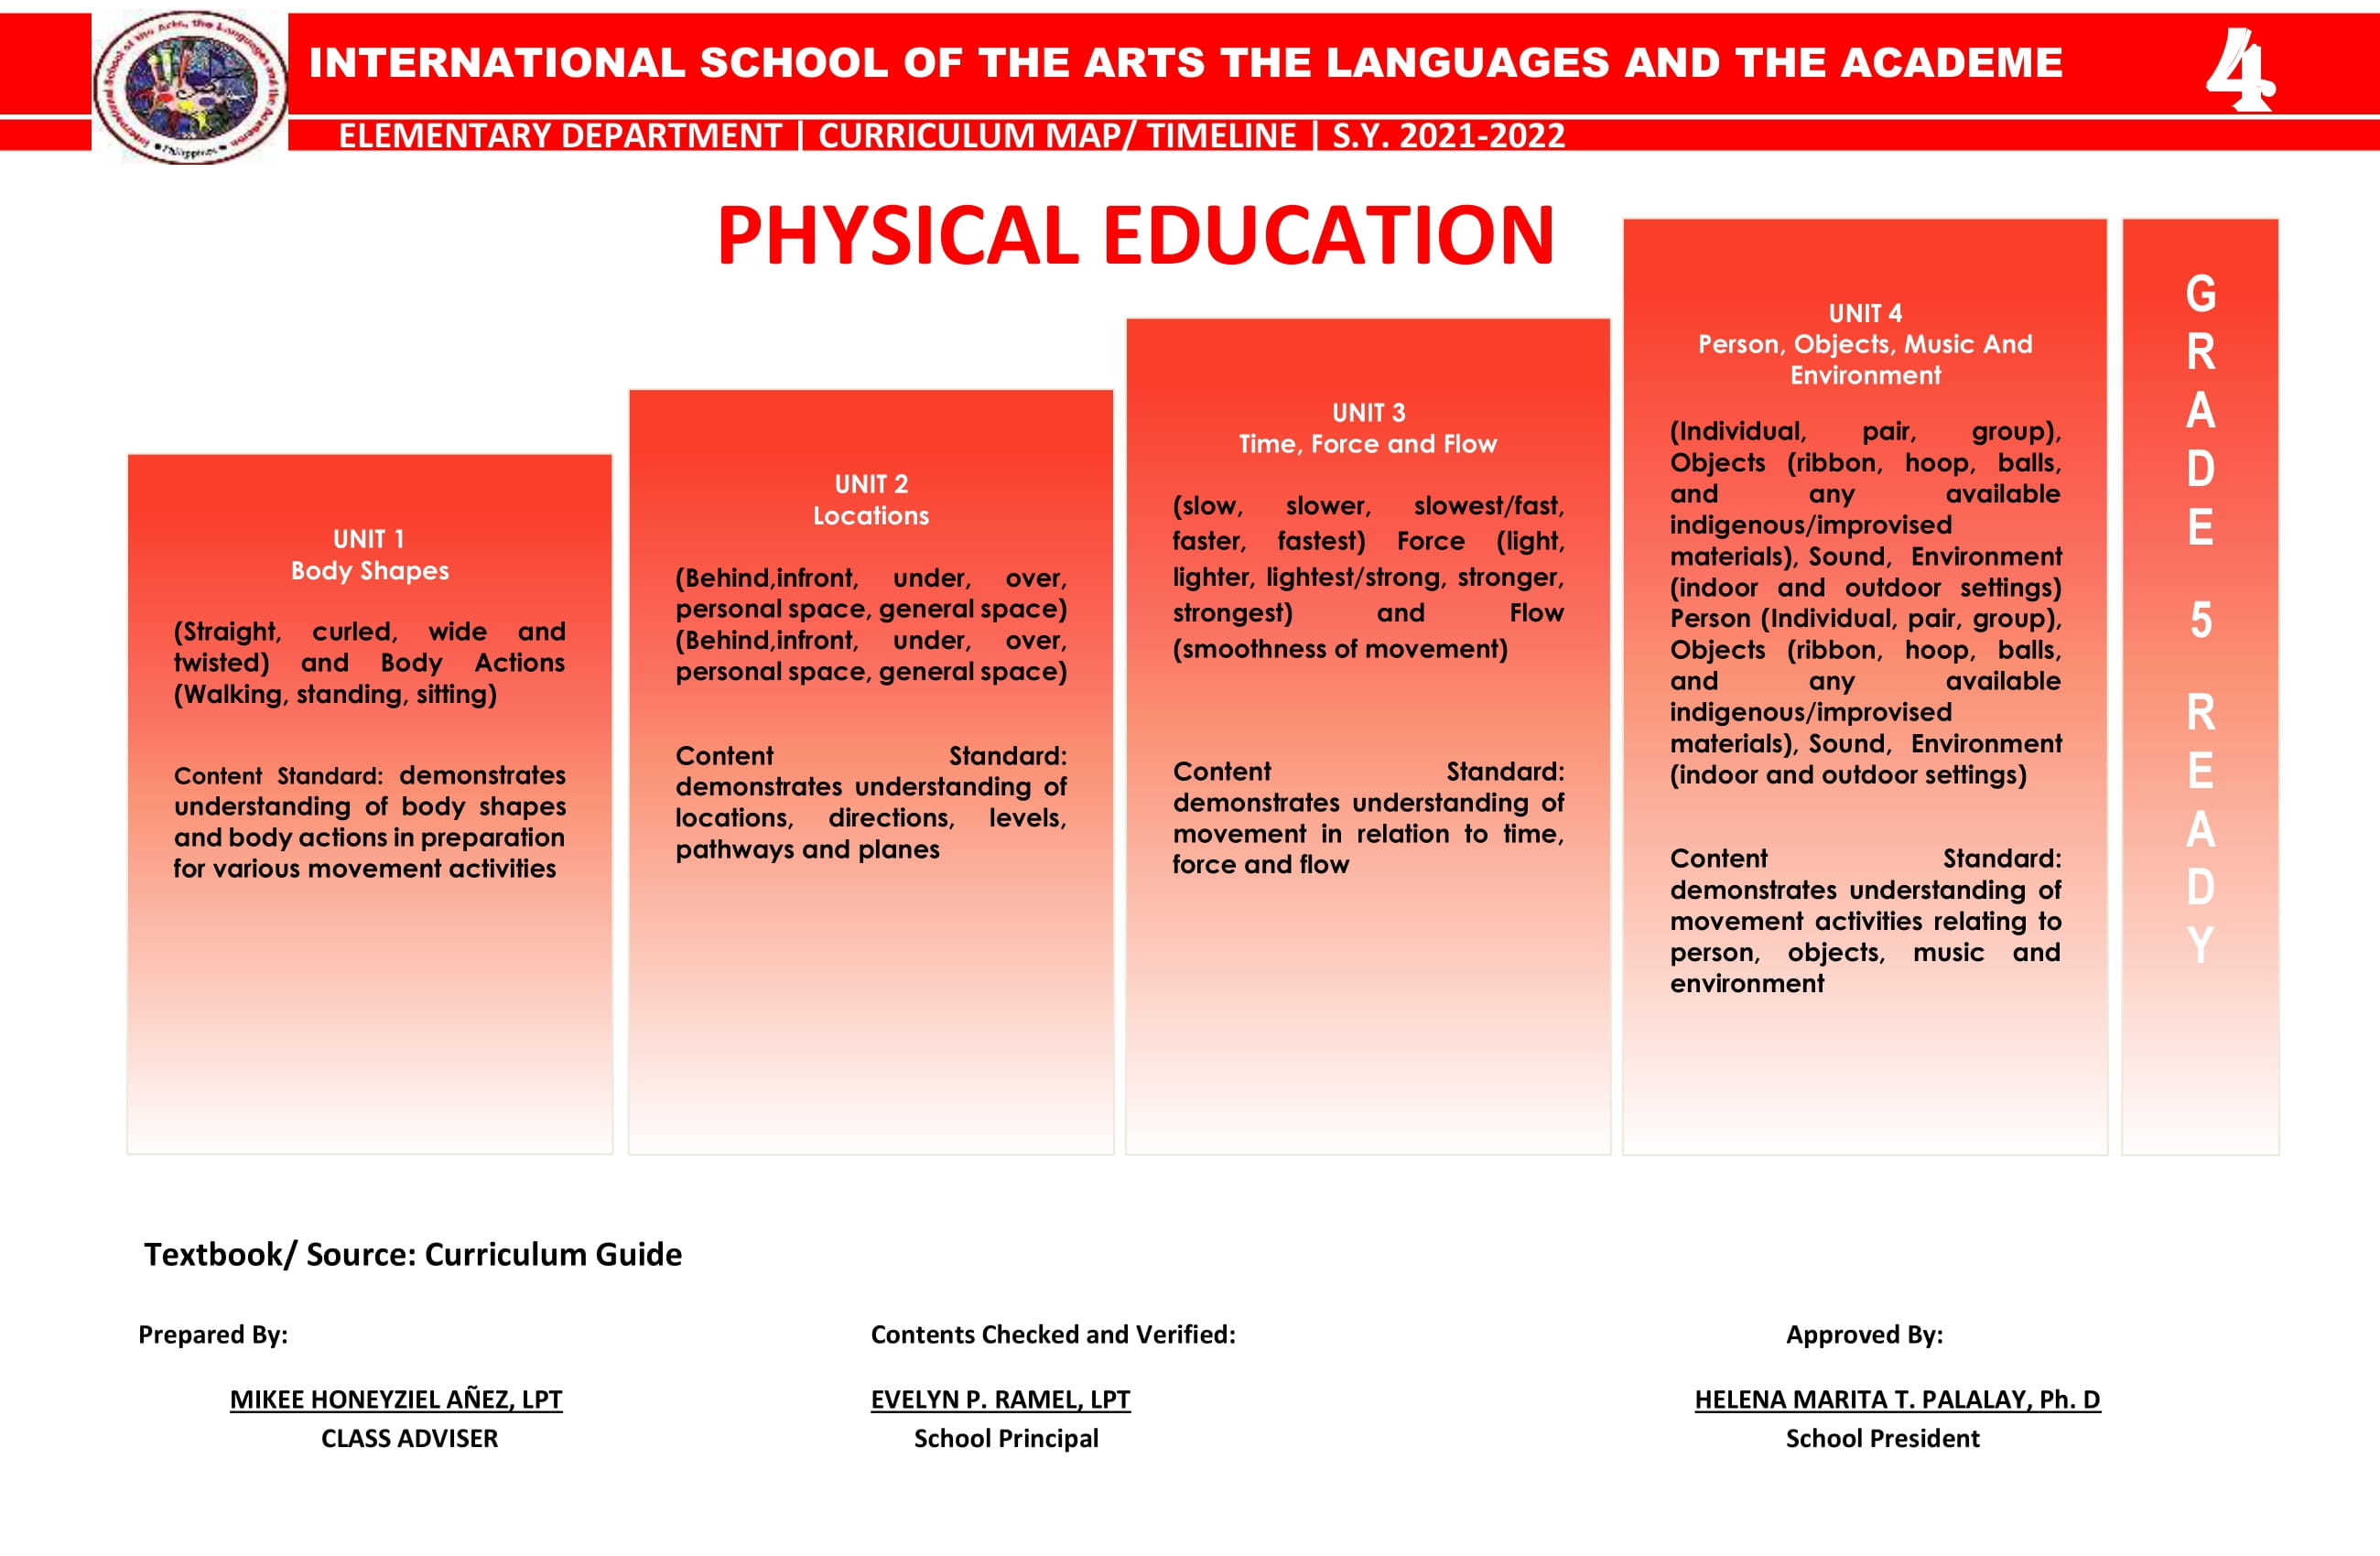 International School of the Arts, the Languages and the Academe
Philippines
INTERNATIONAL SCHOOL OF THE ARTS THE LANGUAGES AND THE ACADEME
4
ELEMENTARY DEPARTMENT | CURRICULUM MAP/ TIMELINE | S.Y. 2021-2022
PHYSICAL EDUCATION
UNIT 1
Body Shapes
(Straight, curled, wide and
twisted) and Body Actions
(Walking, standing, sitting)
Content Standard: demonstrates
understanding of body shapes
and body actions in preparation
for various movement activities
UNIT 2
Locations
(Behind,infront, under, over,
personal space, general space)
(Behind,infront, under, over,
personal space, general space)
Content Standard:
demonstrates understanding of
locations, directions, levels,
pathways and planes
UNIT 3
Time, Force and Flow
(slow, slower, slowest/fast,
faster, fastest) Force (light,
lighter, lightest/strong, stronger,
strongest) and Flow
(smoothness of movement)
Content Standard:
demonstrates understanding of
movement in relation to time,
force and flow
UNIT 4
Person, Objects, Music And
Environment
(Individual, pair, group),
Objects (ribbon, hoop, balls,
and any available
indigenous/improvised
materials), Sound, Environment
(indoor and outdoor settings)
Person (Individual, pair, group),
Objects (ribbon, hoop, balls,
and any available
indigenous/improvised
materials), Sound, Environment
(indoor and outdoor settings)
Content Standard:
demonstrates understanding of
movement activities relating to
person, objects, music and
environment
G
R
A
D
E
5
R
E
A
D
Y
Textbook/ Source: Curriculum Guide
Prepared By:
Contents Checked and Verified:
Approved By:
MIKEE HONEYZIEL AÑEZ, LPT
EVELYN P. RAMEL, LPT
HELENA MARITA T. PALALAY, Ph. D
CLASS ADVISER
School Principal
School President